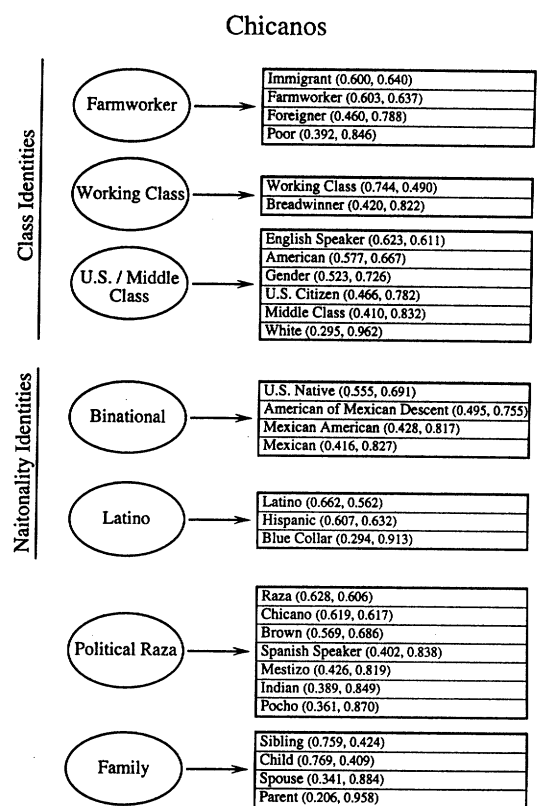 Chicanos
Class Identities
Farmworker
Immigrant (0.600, 0.640)
Farmworker (0.603, 0.637)
Foreigner (0.460, 0.788)
Poor (0.392, 0.846)
Working Class
Working Class (0.744, 0.490)
Breadwinner (0.420, 0.822)
U.S. / Middle
Class
English Speaker (0.623, 0.611)
American (0.577, 0.667)
Gender (0.523, 0.726)
U.S. Citizen (0.466, 0.782)
Middle Class (0.410, 0.832)
White (0.295, 0.962)
Naitonality Identities
Binational
U.S. Native (0.555, 0.691)
American of Mexican Descent (0.495, 0.755)
Mexican American (0.428, 0.817)
Mexican (0.416, 0.827)
Latino
Latino (0.662, 0.562)
Hispanic (0.607, 0.632)
Blue Collar (0.294, 0.913)
Political Raza
Raza (0.628, 0.606)
Chicano (0.619, 0.617)
Brown (0.569, 0.686)
Spanish Speaker (0.402, 0.838)
Mestizo (0.426, 0.819)
Indian (0.389, 0.849)
Pocho (0.361, 0.870)
Family
Sibling (0.759, 0.424)
Child (0.769, 0.409)
Spouse (0.341, 0.884)
Parent (0.206, 0.958)